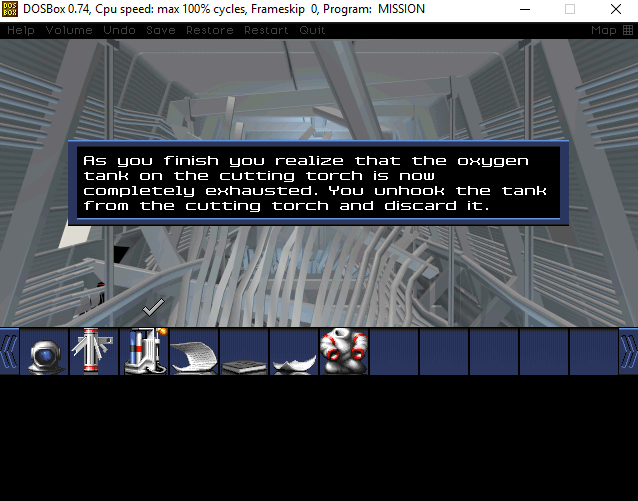 DOS
BOX
DOSBox 0.74, Cpu speed: max 100% cycles, Frameskip 0, Program: MISSION
Help Volume Undo Save Restore Restart Quit Map
As you finish you realize that the oxygen
tank on the cutting torch is now
completely exhausted. You unhook the tank
from the cutting torch and discard it.